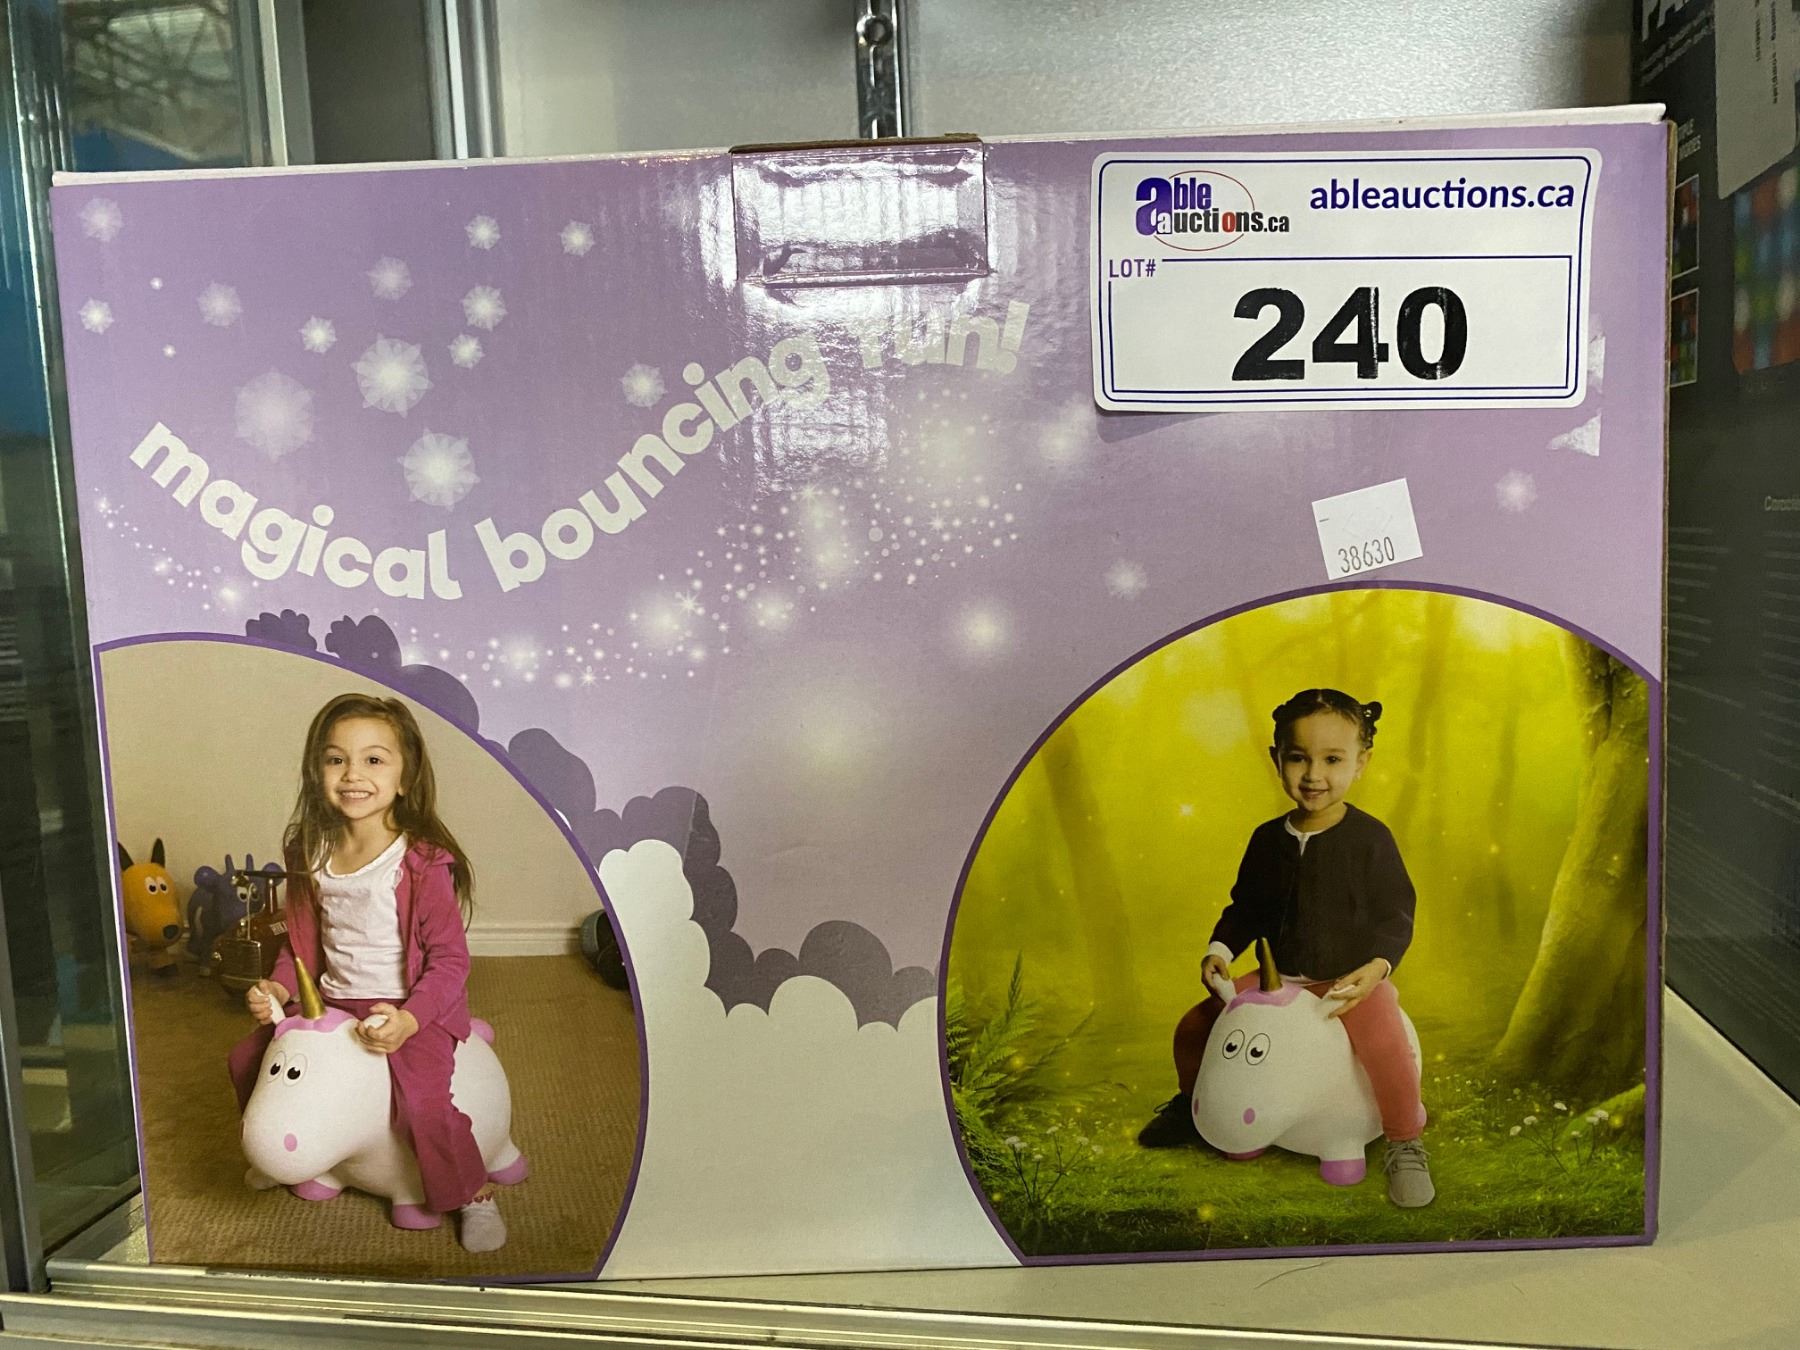 able auctions.ca
ableauctions.ca
LOT#
240
magical bouncing fun!
38630